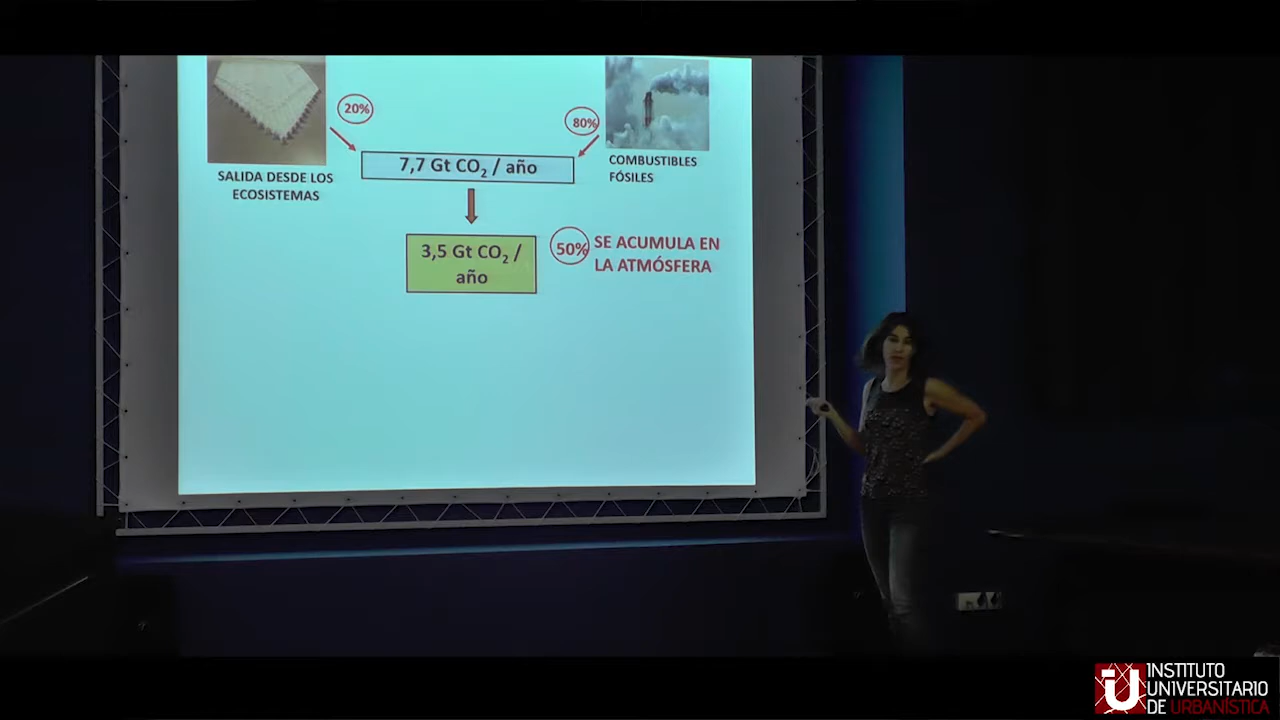 20%
80%
SALIDA DESDE LOS
ECOSISTEMAS
7,7 Gt CO₂ / año
COMBUSTIBLES
FÓSILES
3,5 Gt CO₂ /
año
50%
SE ACUMULA EN
LA ATMÓSFERA
INSTITUTO
UNIVERSITARIO
DE URBANÍSTICA